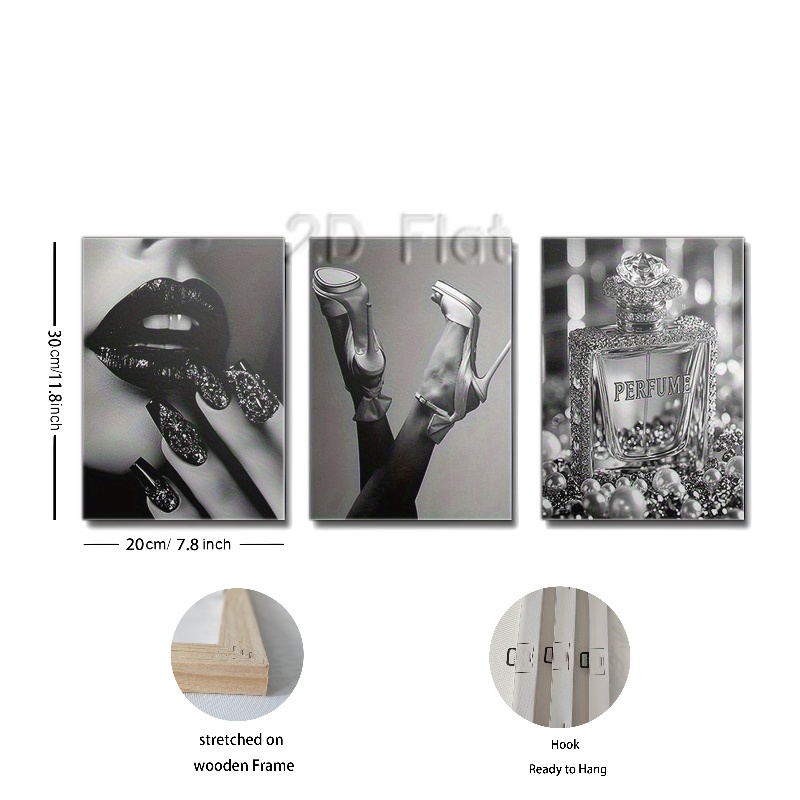 2D Flat
30cm/11.8inch
PERFUME
20cm/ 7.8 inch
stretched on
wooden Frame
Hook
Ready to Hang